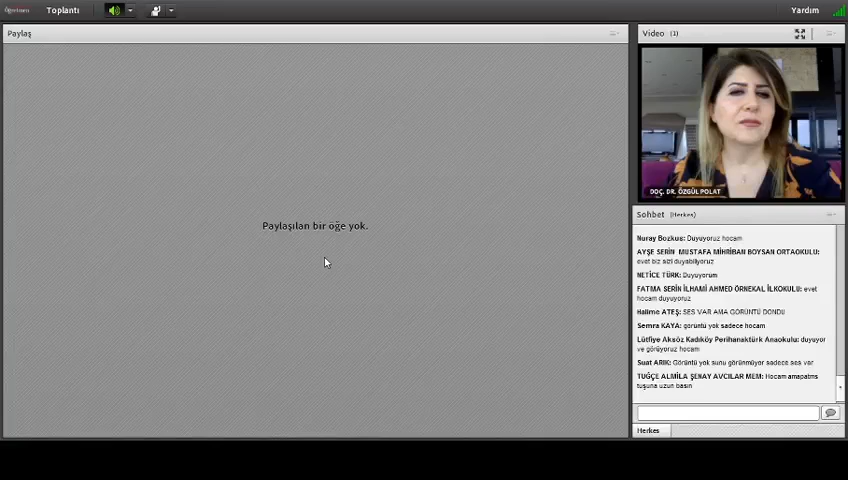 Öğretmen Toplantı Yardım
Paylaş
Video (1)
Paylaşılan bir öğe yok.
DOÇ. DR. ÖZGÜL POLAT
Sohbet (Herkes)
Nuray Bozkus: Duyuyoruz hocam
AYŞE SERİN MUSTAFA MİHRİBAN BOYSAN ORTAOKULU:
evet biz sizi duyabiliyoruz
NETİCE TÜRK: Duyuyorum
FATMA SERİN İLHAMİ AHMED ÖRNEKAL İLKOKULU: evet
hocam duyuyoruz
Halime ATEŞ: SES VAR AMA GORÜNTÜ DONDU
Semra KAYA: goruntü yok sadece hocam
Lütfiye Aksöz Kadıköy Perihanaktürk Anaokulu: duyuyor
ve görüyoruz hocam
Suat ARIK: Görüntü yok sunu görünmüyor sadece ses var
TUĞÇE ALMİLA ŞENAY AVCILAR MEM: Hocam amapatms
tuşuna uzun basın
Herkes